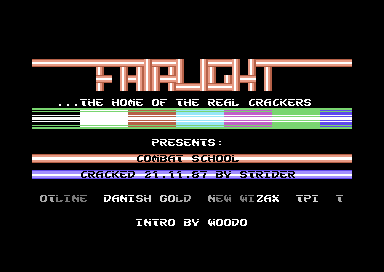 FAIRLIGHT
...THE HOME OF THE REAL CRACKERS
PRESENTS:
COMBAT SCHOOL
CRACKED 21.11.87 BY STRIDER
OTLINE DANISH GOLD NEW WIZAX TPI T
INTRO BY WOODO